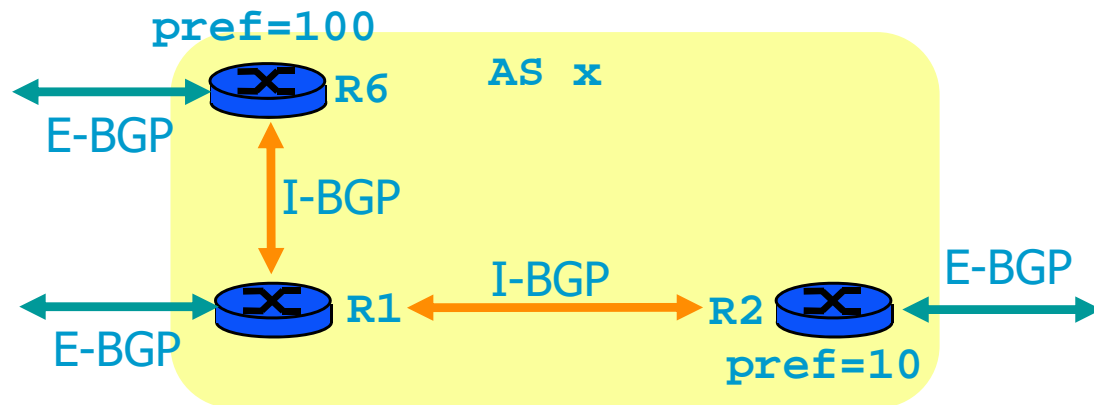 pref=100
AS x
R6
E-BGP
I-BGP
E-BGP
I-BGP
R1
R2
E-BGP
pref=10